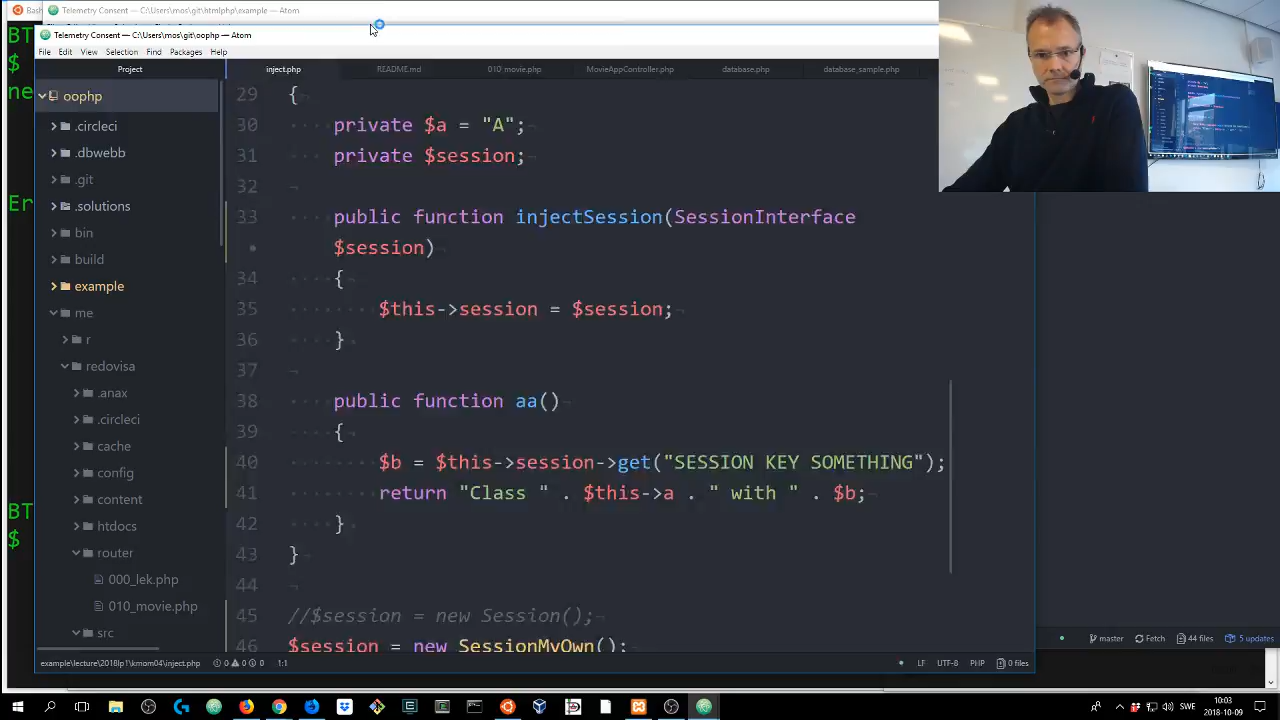 Bash
Telemetry Consent — C:\Users\mos\git\htmlphp\example — Atom
Telemetry Consent — C:\Users\mos\git\oophp — Atom
File Edit View Selection Find Packages Help
Project
inject.php README.md 010 movie.php MovieAppController.php database.php database_sample.php
BT
$
ne
Er
BT
$
oophp
.circleci
.dbwebb
.git
.solutions
bin
build
example
me
r
redovisa
.anax
.circleci
cache
config
content
htdocs
router
000_lek.php
010_movie.php
src
29 {
30 private $a = "A";
31 private $session;
32
33 public function injectSession(SessionInterface
$session)
34 {
35 $this->session = $session;
36 }
37
38 public function aa()
39 {
40 $b = $this->session->get("SESSION KEY SOMETHING");
41 return "Class " . $this->a . " with " . $b;
42 }
43 }
44
45 //$session = new Session();
46 $session = new SessionMyOwn();
example\lecture\2018lp1\kmom04\inject.php 0 0 0 1:1 LF UTF-8 PHP 0 files
master Fetch 44 files 5 updates
SWE
10:03
2018-10-09